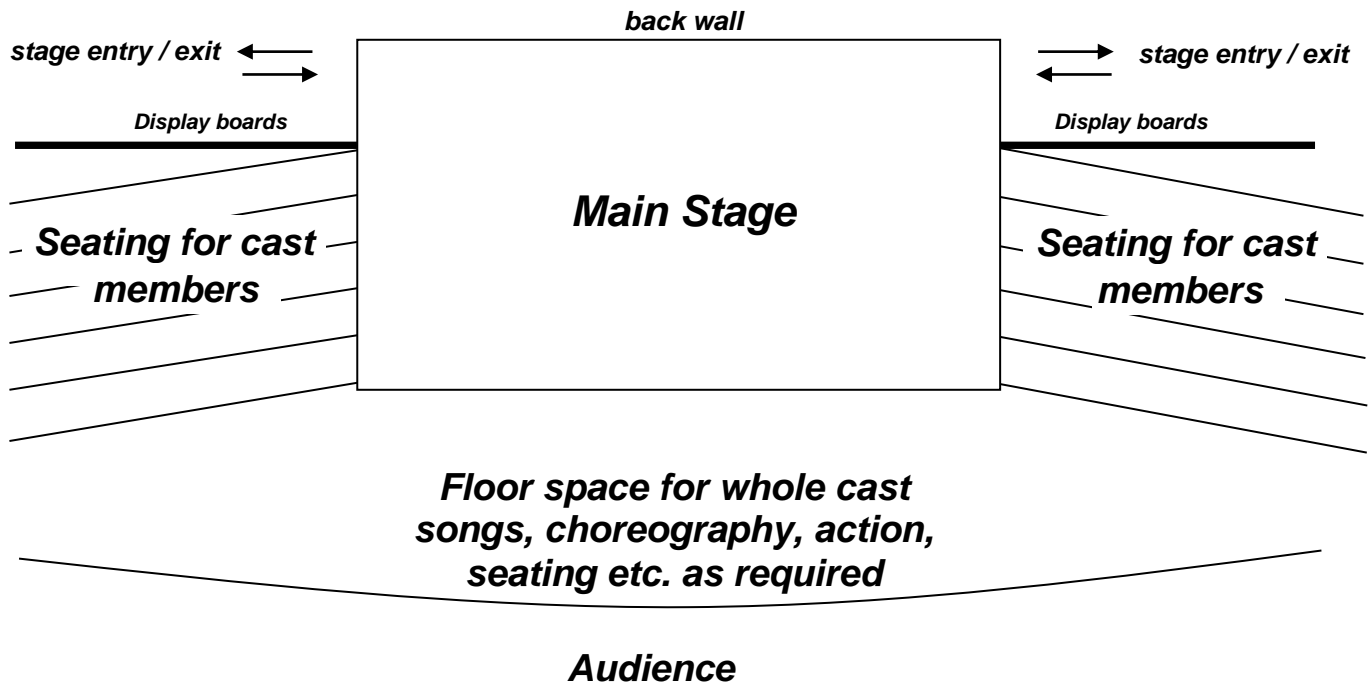 back wall
stage entry / exit
stage entry / exit
Display boards
Display boards
Main Stage
Seating for cast
members
Seating for cast
members
Floor space for whole cast
songs, choreography, action,
seating etc. as required
Audience